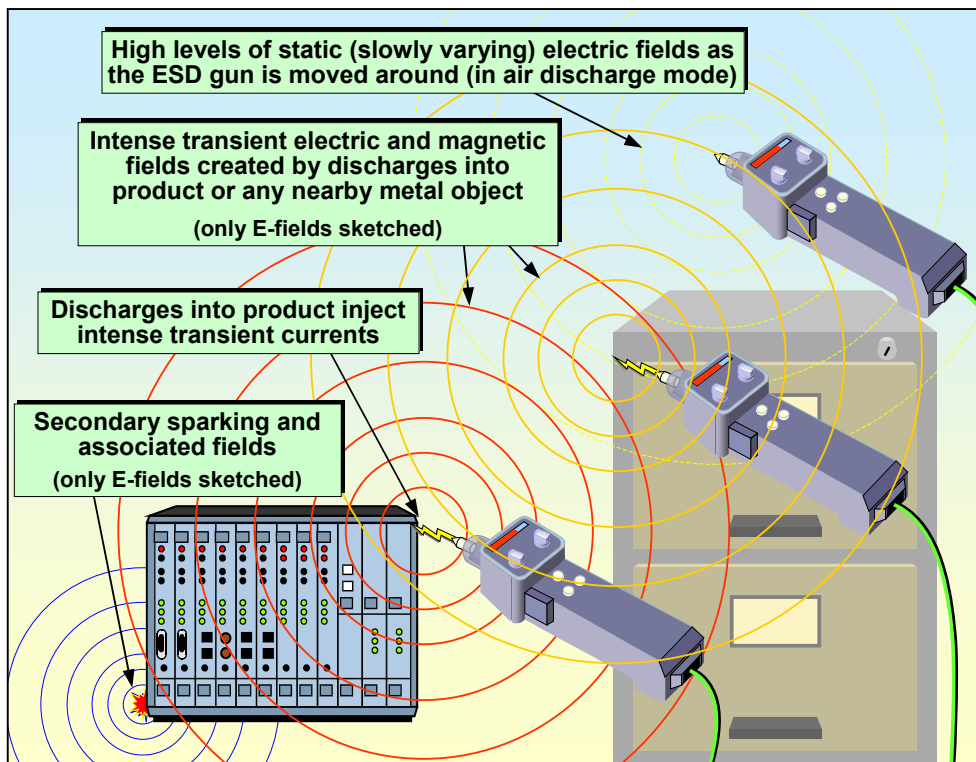 High levels of static (slowly varying) electric fields as
the ESD gun is moved around (in air discharge mode)
Intense transient electric and magnetic
fields created by discharges into
product or any nearby metal object
(only E-fields sketched)
Discharges into product inject
intense transient currents
Secondary sparking and
associated fields
(only E-fields sketched)